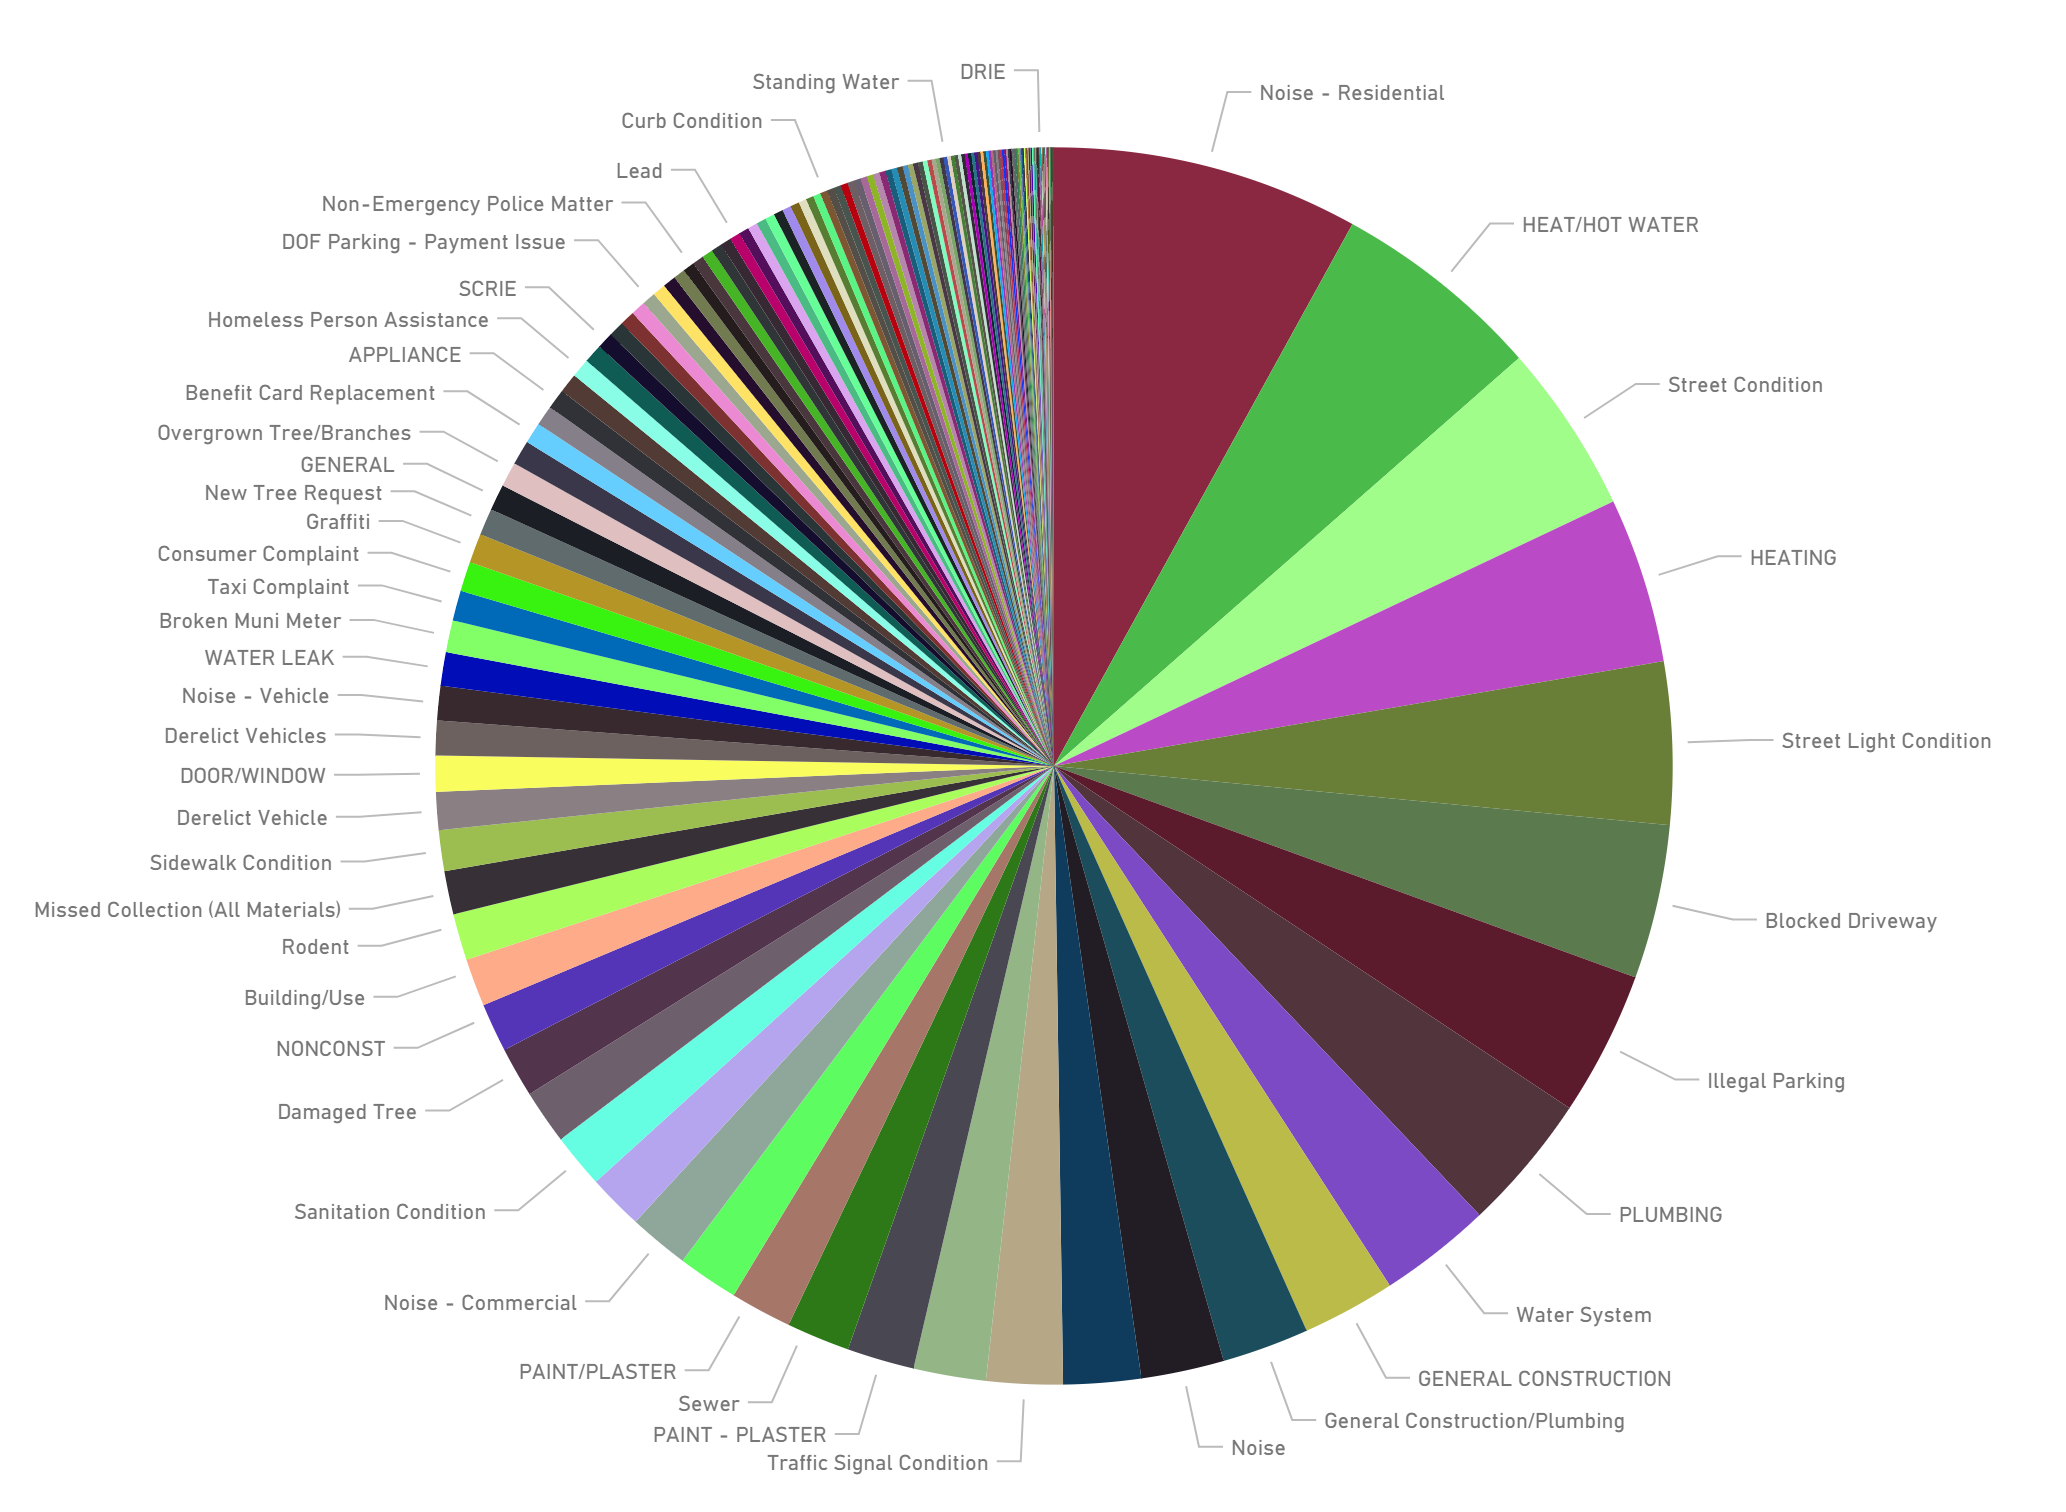 DRIE
Standing Water
Noise - Residential
Curb Condition
Lead
Non-Emergency Police Matter
HEAT/HOT WATER
DOF Parking - Payment Issue
SCRIE
Homeless Person Assistance
APPLIANCE
Street Condition
Benefit Card Replacement
Overgrown Tree/Branches
GENERAL
New Tree Request
Graffiti
Consumer Complaint
HEATING
Taxi Complaint
Broken Muni Meter
WATER LEAK
Noise - Vehicle
Derelict Vehicles
Street Light Condition
DOOR/WINDOW
Derelict Vehicle
Sidewalk Condition
Missed Collection (All Materials)
Blocked Driveway
Rodent
Building/Use
NONCONST
Illegal Parking
Damaged Tree
Sanitation Condition
PLUMBING
Noise - Commercial
Water System
PAINT/PLASTER
GENERAL CONSTRUCTION
Sewer
General Construction/Plumbing
PAINT - PLASTER
Noise
Traffic Signal Condition